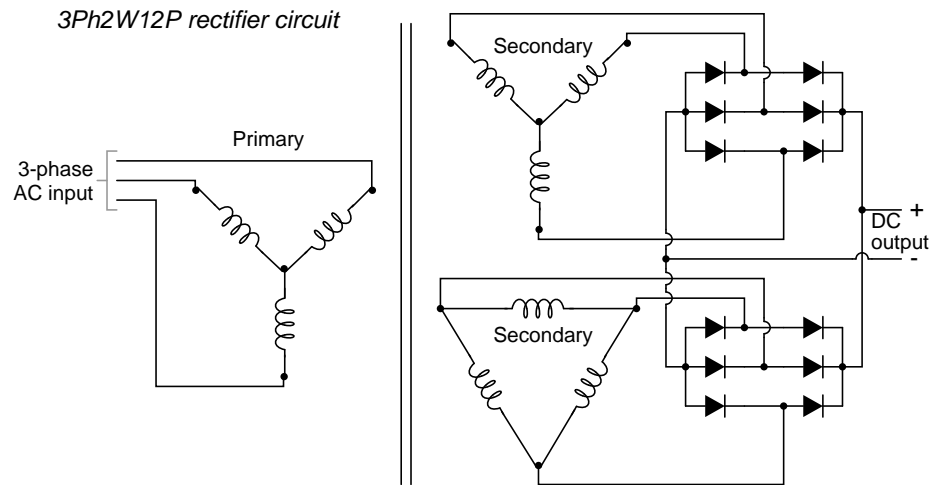 3Ph2W12P rectifier circuit
Secondary
Primary
3-phase
AC input
DC +
output
-
Secondary